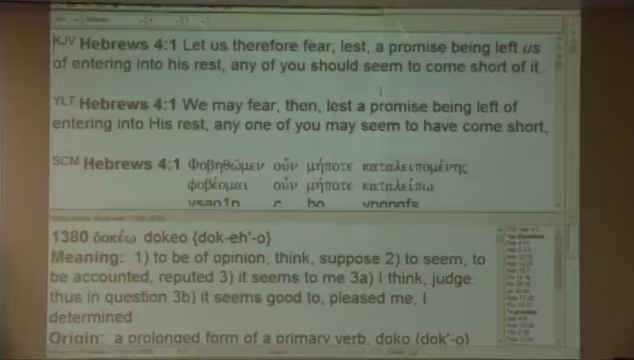 KJV Hebrews 4:1 Let us therefore fear, lest, a promise being left us
of entering into his rest, any of you should seem to come short of it.
YLT Hebrews 4:1 We may fear, then, lest a promise being left of
entering into His rest, any one of you may seem to have come short,
SCM Hebrews 4:1 Φοβηθῶμεν οὖν μήποτε καταλειπομένης
φοβέομαι οὖν μήποτε καταλείπω
1380 δοκέω dokeo {dok-eh'-o}
Meaning: 1) to be of opinion, think, suppose 2) to seem, to
be accounted, reputed 3) it seems to me 3a) I think, judge:
thus in question 3b) it seems good to, pleased me, I
determined
Origin: a prolonged form of a primary verb, doko {dok'-o}